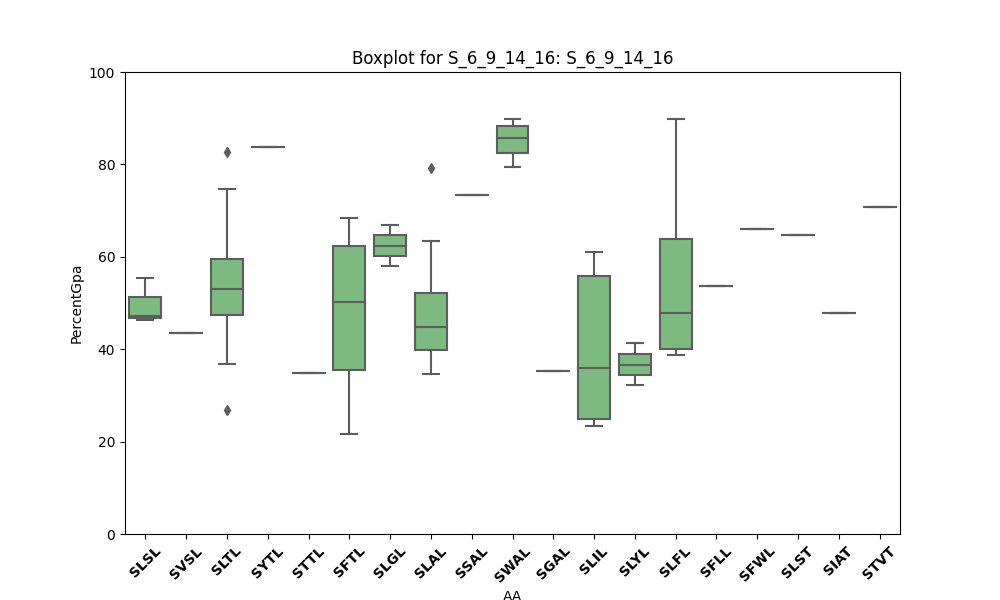 Boxplot for S_6_9_14_16: S_6_9_14_16
PercentGpa
100
80
60
40
20
0
SLSL SVSL SLTL SYTL STTL SFTL SLGL SLAL SSAL SWAL SGAL SLIL SLYL SLFL SFLL SFWL SLST SIAT STVT
AA